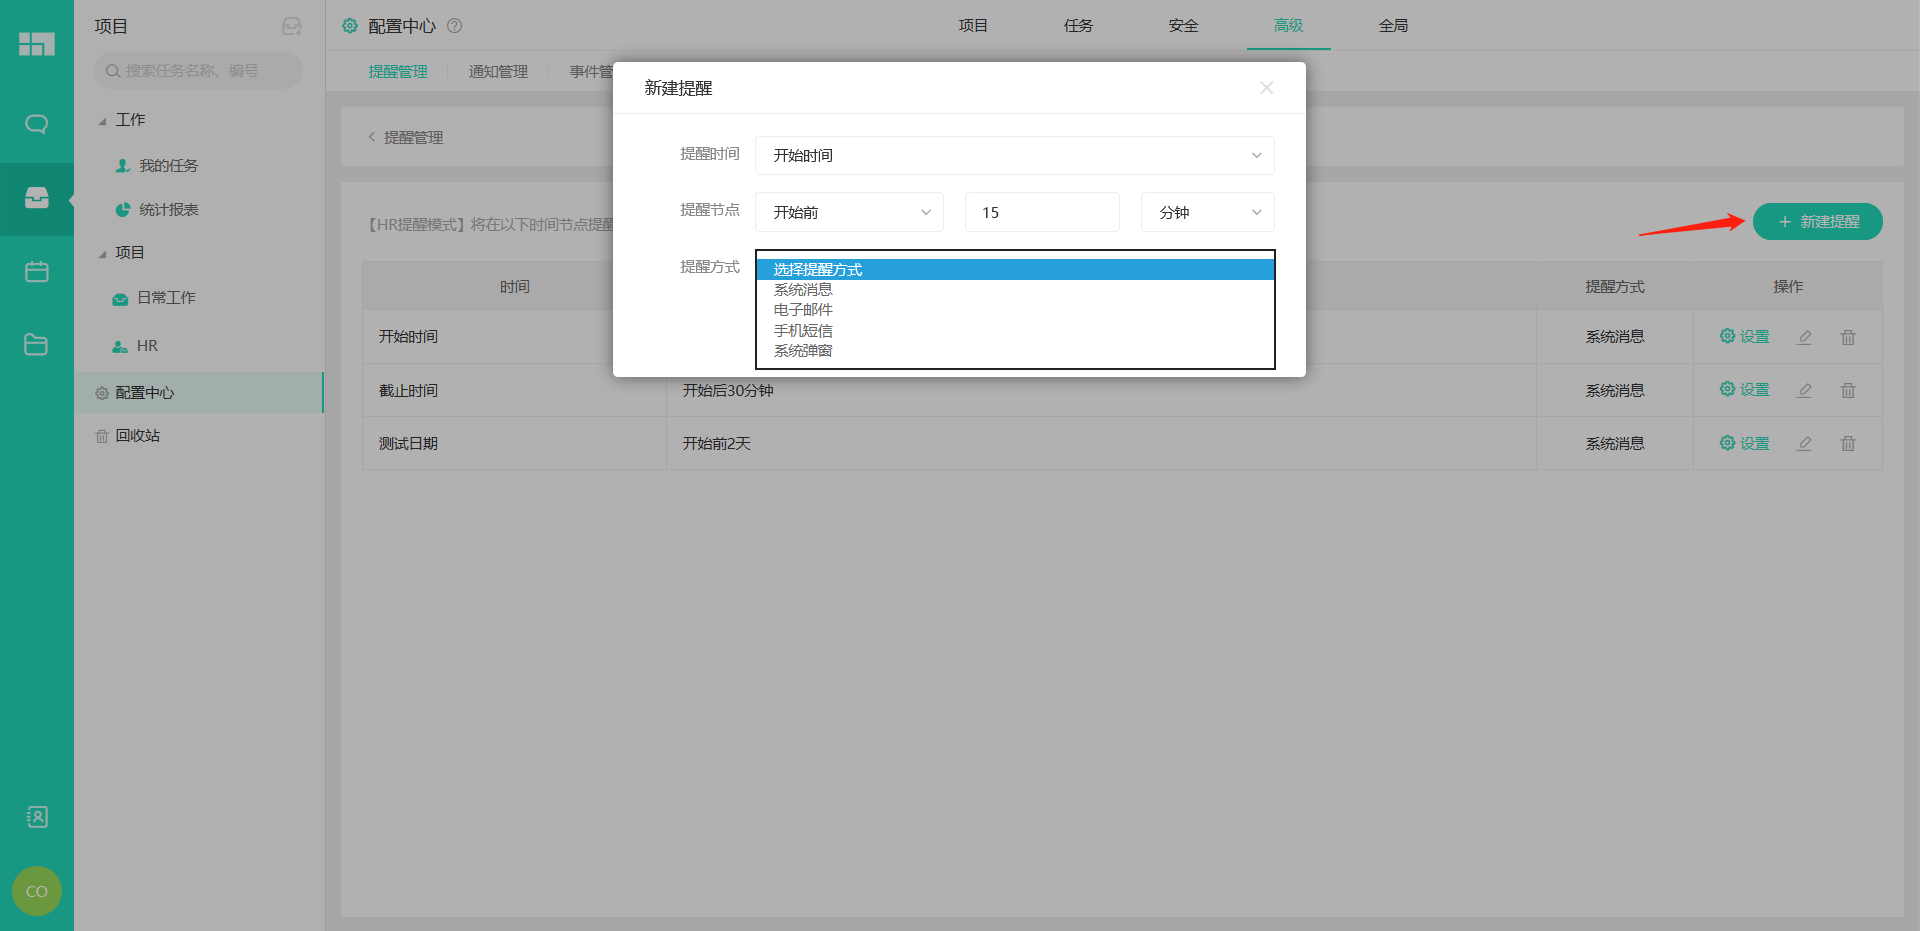 项目
搜索任务名称、编号
工作
我的任务
统计报表
项目
日常工作
HR
配置中心
回收站
CO
配置中心
项目
任务
安全
高级
全局
提醒管理
通知管理
事件管
提醒管理
【HR提醒模式】将在以下时间节点提醒
+ 新建提醒
时间
提醒方式
操作
开始时间
系统消息
设置
截止时间
开始后30分钟
系统消息
设置
测试日期
开始前2天
系统消息
设置
新建提醒
提醒时间
开始时间
提醒节点
开始前
15
分钟
提醒方式
选择提醒方式
系统消息
电子邮件
手机短信
系统弹窗